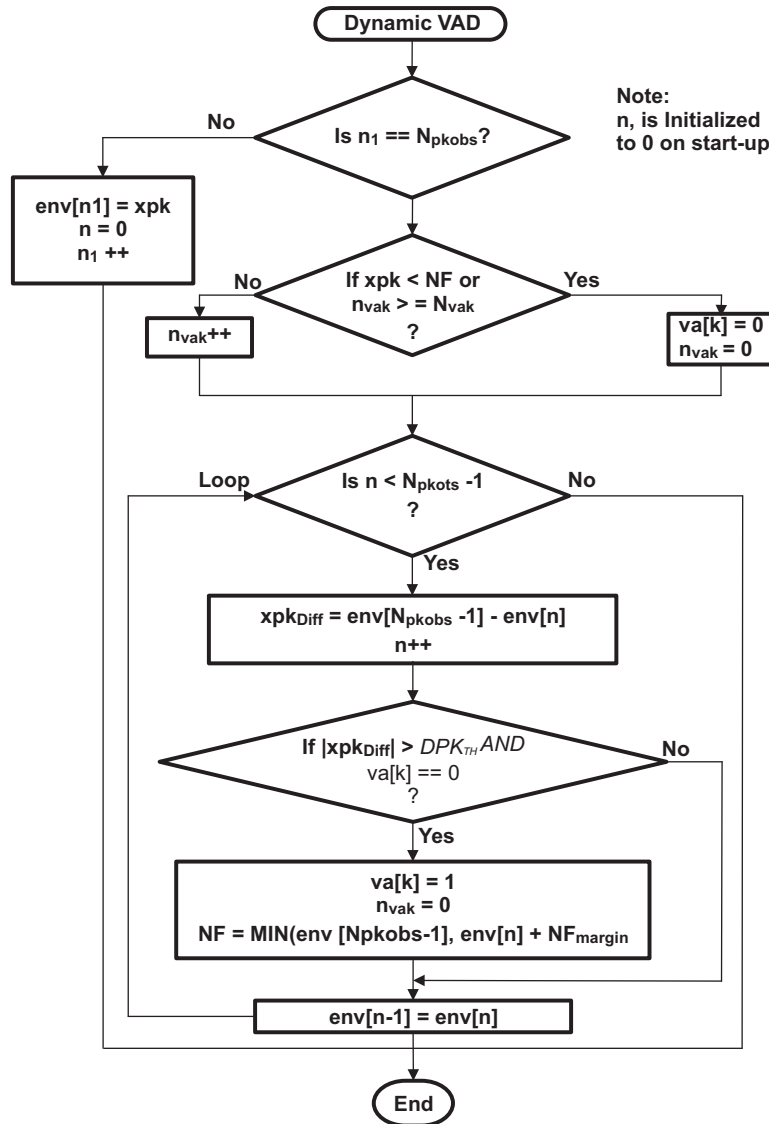 Dynamic VAD
Note:
n, is Initialized
to 0 on start-up
No
Is n1 == Npkobs?
env[n1] = xpk
n = 0
n1 ++
No
If xpk < NF or
nvak > = Nvak
?
Yes
nvak++
va[k] = 0
nvak = 0
Loop
Is n < Npkots -1
?
No
Yes
xpkDiff = env[Npkobs -1] - env[n]
n++
If |xpkDiff| > DPKTH AND
va[k] == 0
?
No
Yes
va[k] = 1
nvak = 0
NF = MIN(env [Npkobs-1], env[n] + NFmargin
env[n-1] = env[n]
End